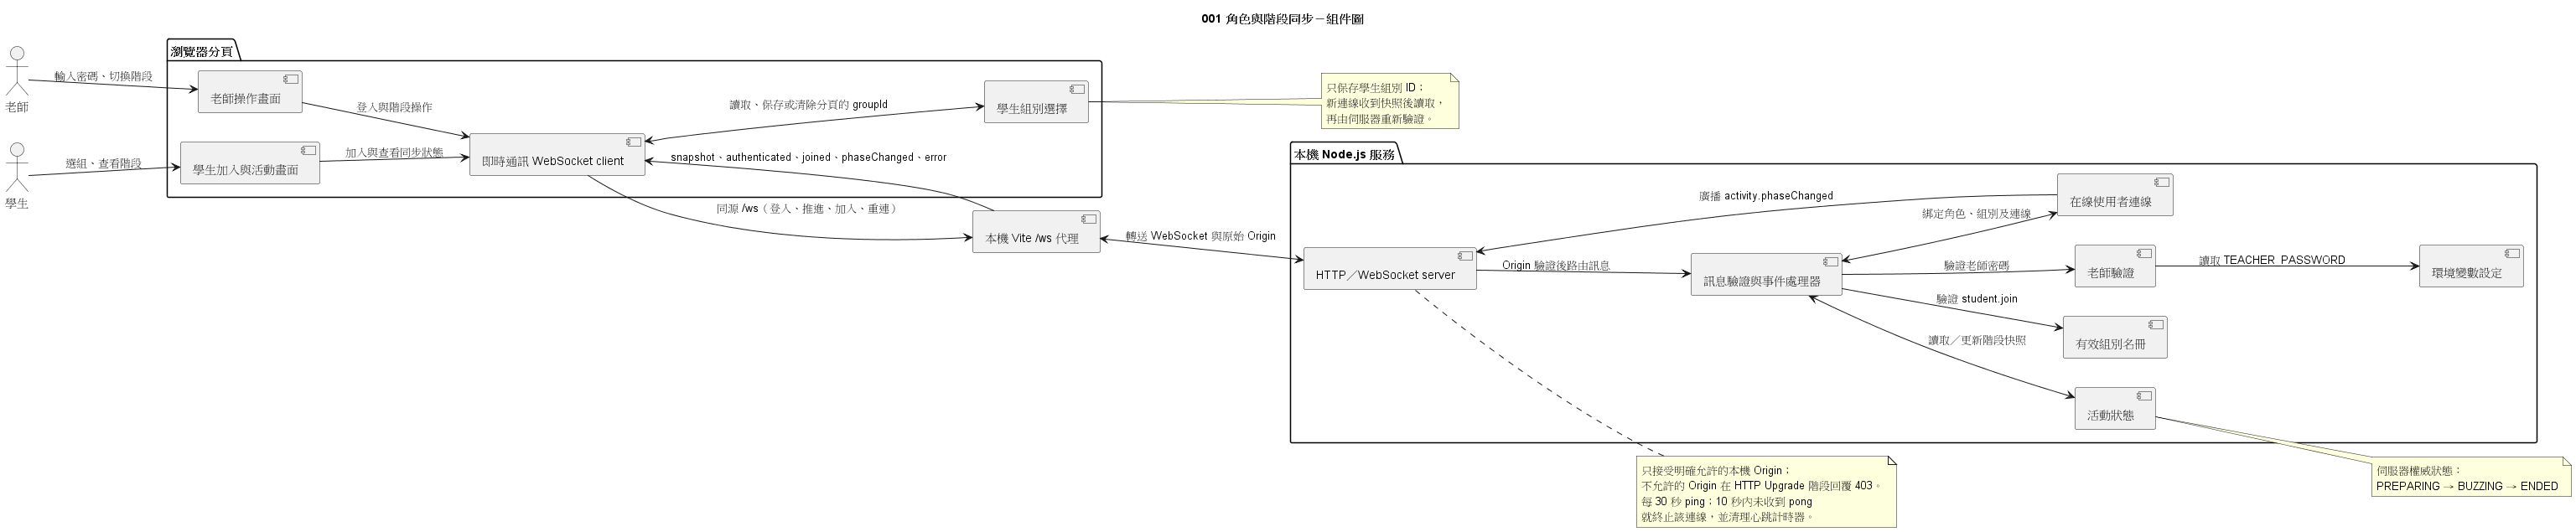 001 角色與階段同步－組件圖
老師
學生
輸入密碼、切換階段
選組、查看階段
瀏覽器分頁
老師操作畫面
學生加入與活動畫面
登入與階段操作
加入與查看同步狀態
即時通訊 WebSocket client
讀取、保存或清除分頁的 groupId
snapshot、authenticated、joined、phaseChanged、error
同源 /ws（登入、推進、加入、重連）
學生組別選擇
本機 Vite /ws 代理
只保存學生組別 ID；
新連線收到快照後讀取，
再由伺服器重新驗證。
轉送 WebSocket 與原始 Origin
本機 Node.js 服務
HTTP／WebSocket server
廣播 activity.phaseChanged
Origin 驗證後路由訊息
訊息驗證與事件處理器
綁定角色、組別及連線
驗證老師密碼
驗證 student.join
讀取／更新階段快照
在線使用者連線
老師驗證
有效組別名冊
活動狀態
讀取 TEACHER_PASSWORD
環境變數設定
只接受明確允許的本機 Origin；
不允許的 Origin 在 HTTP Upgrade 階段回覆 403。
每 30 秒 ping；10 秒內未收到 pong
就終止該連線，並清理心跳計時器。
伺服器權威狀態：
PREPARING → BUZZING → ENDED